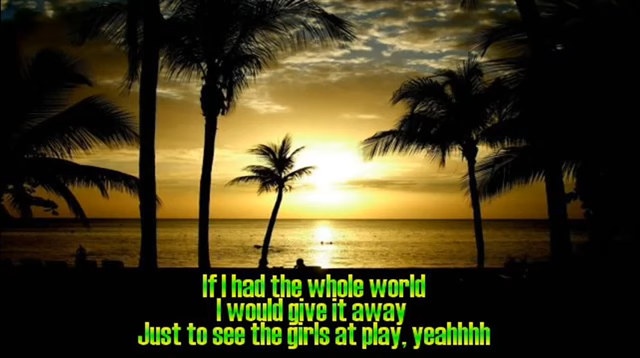 If I had the whole world
I would give it away
Just to see the girls at play, yeahhhh